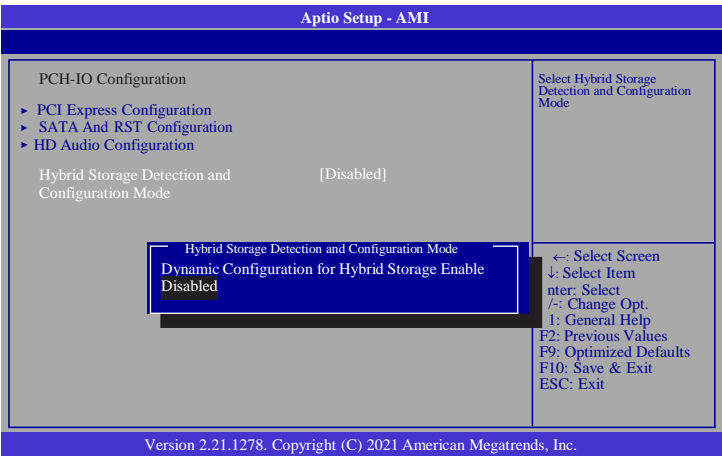 Aptio Setup - AMI
PCH-IO Configuration
► PCI Express Configuration
► SATA And RST Configuration
► HD Audio Configuration
Hybrid Storage Detection and [Disabled]
Configuration Mode
Hybrid Storage Detection and Configuration Mode
Dynamic Configuration for Hybrid Storage Enable
Disabled
Select Hybrid Storage
Detection and Configuration
Mode
←: Select Screen
↓: Select Item
nter: Select
/-: Change Opt.
1: General Help
F2: Previous Values
F9: Optimized Defaults
F10: Save & Exit
ESC: Exit
Version 2.21.1278. Copyright (C) 2021 American Megatrends, Inc.